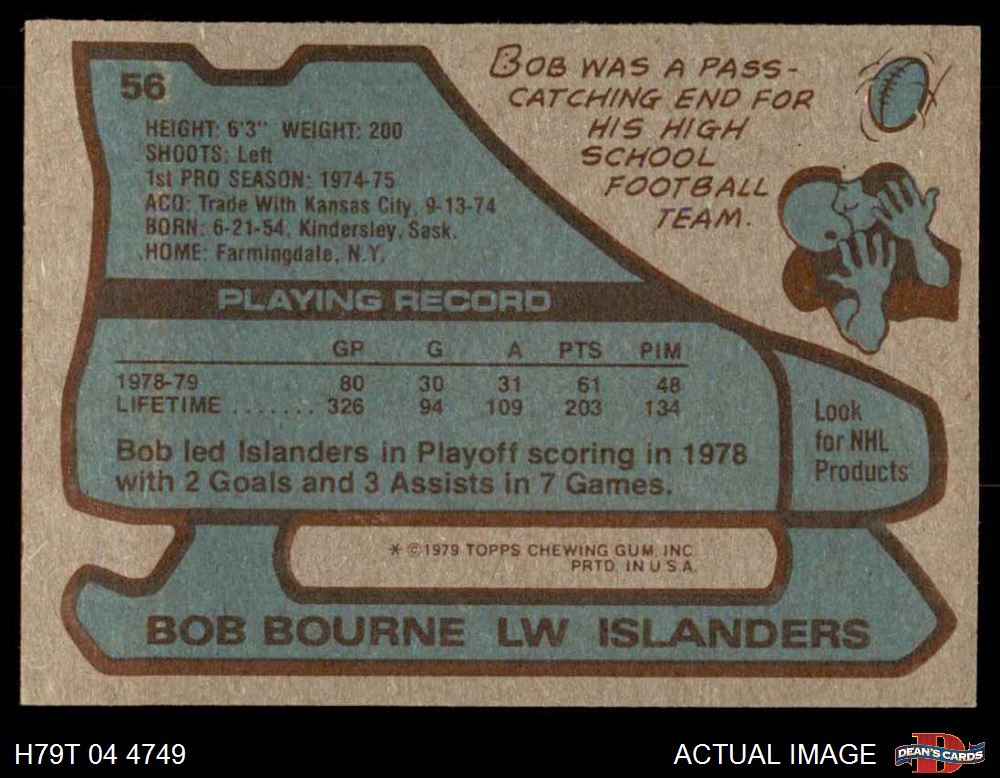 56
HEIGHT: 6'3" WEIGHT: 200
SHOOTS: Left
1st PRO SEASON: 1974-75
ACQ: Trade With Kansas City, 9-13-74
BORN: 6-21-54, Kindersley, Sask.
HOME: Farmingdale, N.Y.
BOB WAS A PASS-
CATCHING END FOR
HIS HIGH
SCHOOL
FOOTBALL
TEAM.
PLAYING RECORD
GP G A PTS PIM
1978-79 80 30 31 61 48
LIFETIME ....... 326 94 109 203 134
Bob led Islanders in Playoff scoring in 1978
with 2 Goals and 3 Assists in 7 Games.
Look
for NHL
Products
* ©1979 TOPPS CHEWING GUM, INC.
PRTD. IN U.S.A.
BOB BOURNE LW ISLANDERS
H79T 04 4749
ACTUAL IMAGE
D
DEAN'S CARDS